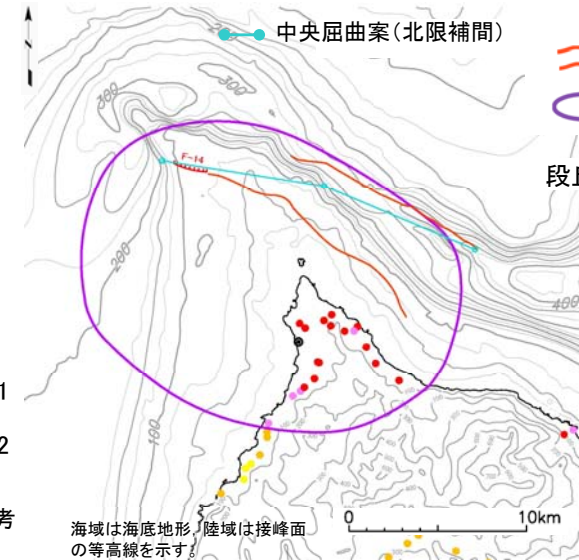 N
中央屈曲案(北限補間)
段丘
300
300
F-14
200
400
100
1
2
考
0 10km
海域は海底地形、陸域は接峰面
の等高線を示す。